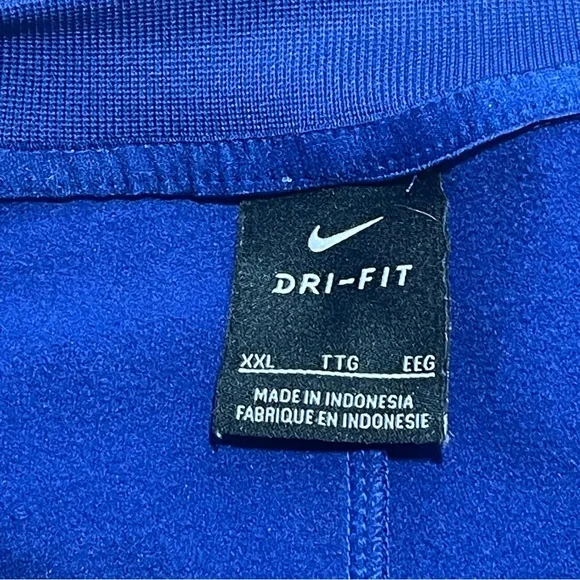 DRI-FIT
XXL TTG EEG
MADE IN INDONESIA
FABRIQUE EN INDONESIE